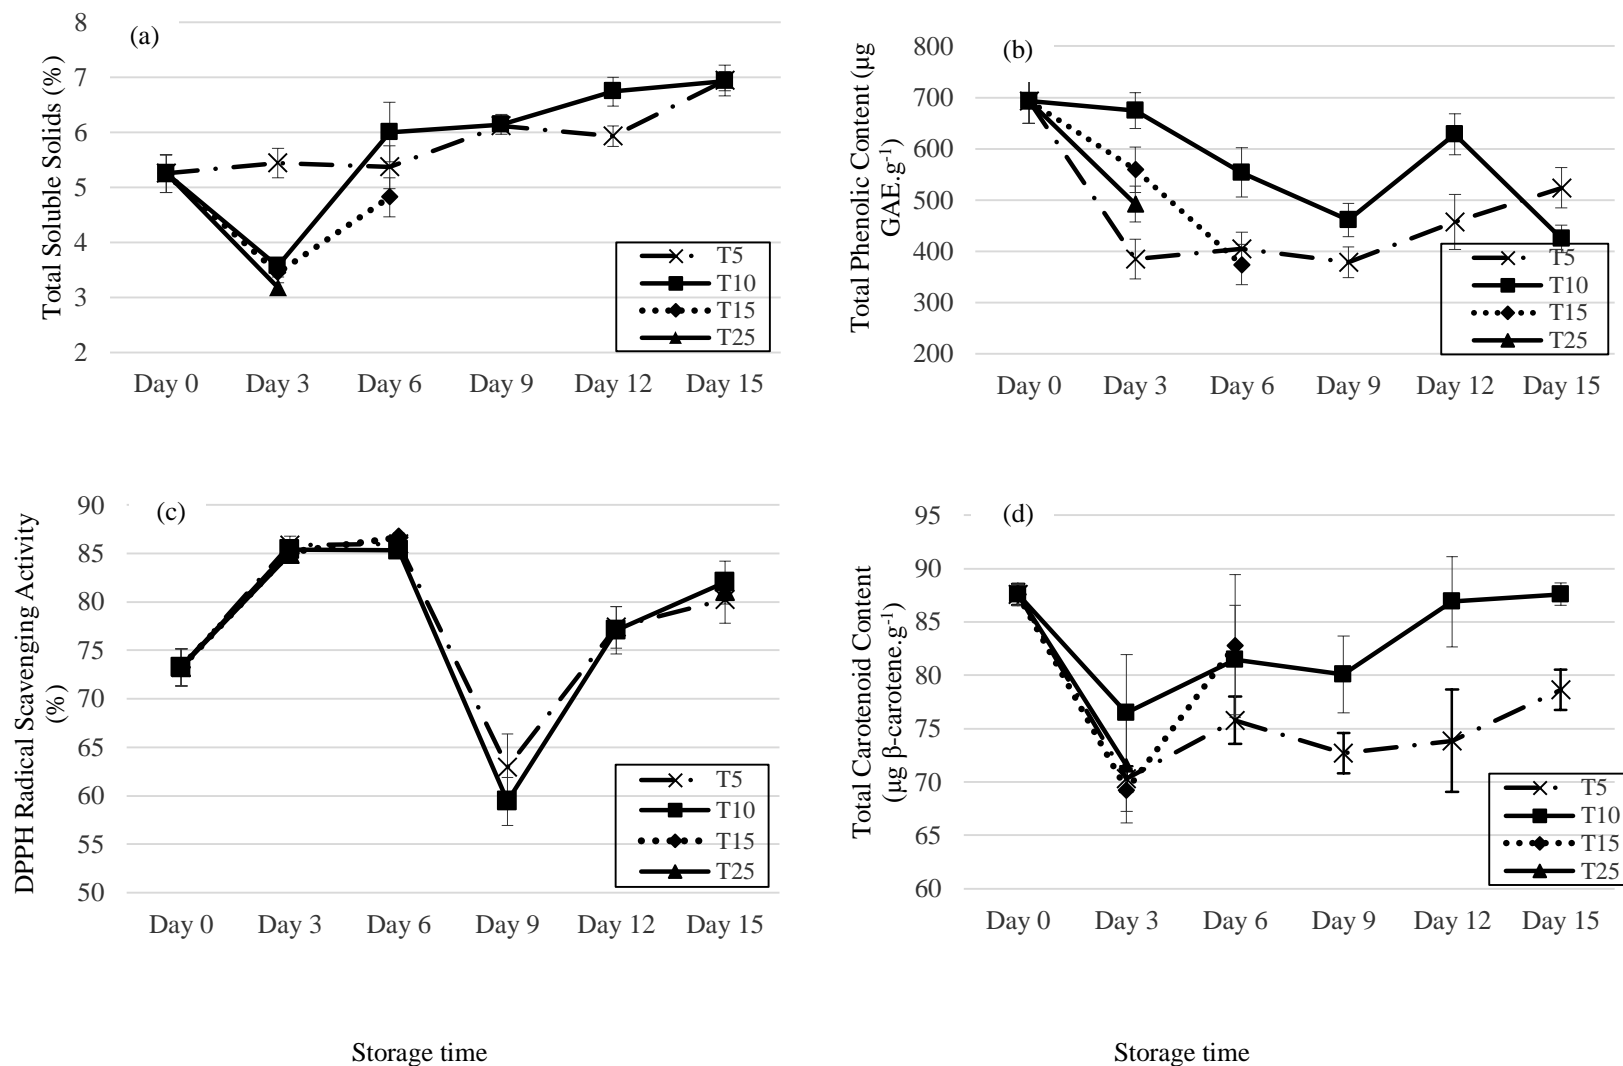 (a)
Total Soluble Solids (%)
8
7
6
5
4
3
2
Day 0 Day 3 Day 6 Day 9 Day 12 Day 15
T5
T10
T15
T25
(b)
Total Phenolic Content (µg
GAE.g⁻¹)
800
700
600
500
400
300
200
Day 0 Day 3 Day 6 Day 9 Day 12 Day 15
T5
T10
T15
T25
(c)
DPPH Radical Scavenging Activity
(%)
90
85
80
75
70
65
60
55
50
Day 0 Day 3 Day 6 Day 9 Day 12 Day 15
T5
T10
T15
T25
Storage time
(d)
Total Carotenoid Content
(µg β-carotene.g⁻¹)
95
90
85
80
75
70
65
60
Day 0 Day 3 Day 6 Day 9 Day 12 Day 15
T5
T10
T15
T25
Storage time